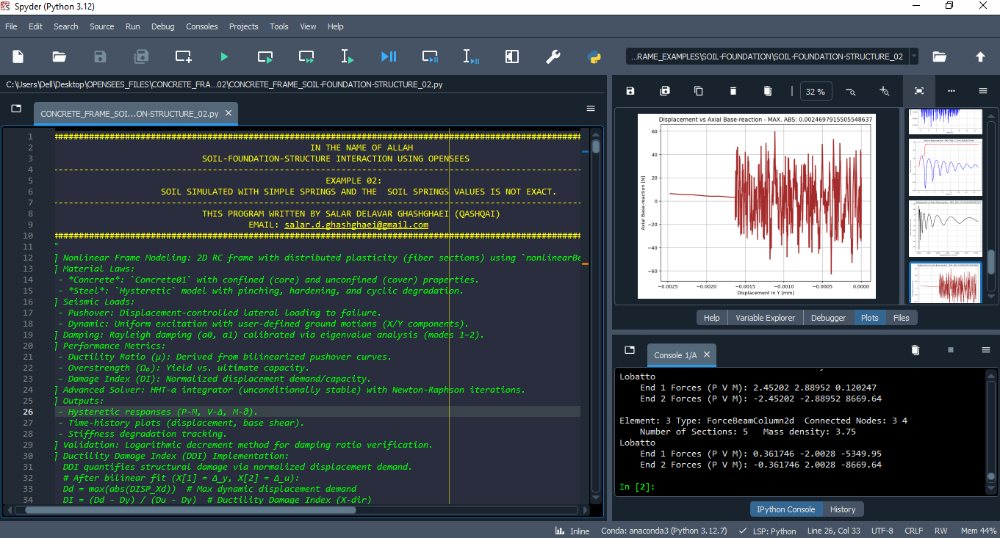 Spyder (Python 3.12)
File Edit Search Source Run Debug Consoles Projects Tools View Help
...RAME_EXAMPLES\SOIL-FOUNDATION\SOIL-FOUNDATION-STRUCTURE_02
C:\Users\Dell\Desktop\OPENSEES_FILES\CONCRETE_FRA...02\CONCRETE_FRAME_SOIL-FOUNDATION-STRUCTURE_02.py
CONCRETE_FRAME_SOI...ON-STRUCTURE_02.py
1 ####################################################################################
2 IN THE NAME OF ALLAH
3 SOIL-FOUNDATION-STRUCTURE INTERACTION USING OPENSEES
4 ------------------------------------------------------------------------------------
5 EXAMPLE 02:
6 SOIL SIMULATED WITH SIMPLE SPRINGS AND THE  SOIL SPRINGS VALUES IS NOT EXACT.
7 ------------------------------------------------------------------------------------
8 THIS PROGRAM WRITTEN BY SALAR DELAVAR GHASHGHAEI (QASHQAI)
9 EMAIL: salar.d.ghashghaei@gmail.com
10 ####################################################################################
11 "
12 ] Nonlinear Frame Modeling: 2D RC frame with distributed plasticity (fiber sections) using `nonlinearBe
13 ] Material Laws:
14 - *Concrete*: `Concrete01` with confined (core) and unconfined (cover) properties.
15 - *Steel*: `Hysteretic` model with pinching, hardening, and cyclic degradation.
16 ] Seismic Loads:
17 - Pushover: Displacement-controlled lateral loading to failure.
18 - Dynamic: Uniform excitation with user-defined ground motions (X/Y components).
19 ] Damping: Rayleigh damping (a0, a1) calibrated via eigenvalue analysis (modes 1–2).
20 ] Performance Metrics:
21 - Ductility Ratio (μ): Derived from bilinearized pushover curves.
22 - Overstrength (Ω₀): Yield vs. ultimate capacity.
23 - Damage Index (DI): Normalized displacement demand/capacity.
24 ] Advanced Solver: HHT-α integrator (unconditionally stable) with Newton-Raphson iterations.
25 ] Outputs:
26 - Hysteretic responses (P-M, V-Δ, M-θ).
27 - Time-history plots (displacement, base shear).
28 - Stiffness degradation tracking.
29 ] Validation: Logarithmic decrement method for damping ratio verification.
30 ] Ductility Damage Index (DDI) Implementation:
31 DDI quantifies structural damage via normalized displacement demand.
32 # After bilinear fit (X[1] = Δ_y, X[2] = Δ_u):
33 Dd = max(abs(DISP_Xd))  # Max dynamic displacement demand
34 DI = (Dd - Dy) / (Du - Dy)  # Ductility Damage Index (X-dir)
32 %
Displacement vs Axial Base-reaction - MAX. ABS: 0.0024697915505548637
Axial Base-reaction [N]
60
40
20
0
−20
−40
−60
−0.0025 −0.0020 −0.0015 −0.0010 −0.0005 0.0000
Displacement in Y [mm]
Help Variable Explorer Debugger Plots Files
Console 1/A
Lobatto
End 1 Forces (P V M): 2.45202 2.88952 0.120247
End 2 Forces (P V M): -2.45202 -2.88952 8669.64
Element: 3 Type: ForceBeamColumn2d  Connected Nodes: 3 4
Number of Sections: 5   Mass density: 3.75
Lobatto
End 1 Forces (P V M): 0.361746 -2.0028 -5349.95
End 2 Forces (P V M): -0.361746 2.0028 -8669.64
In [2]:
IPython Console History
Inline Conda: anaconda3 (Python 3.12.7) LSP: Python Line 26, Col 33 UTF-8 CRLF RW Mem 44%